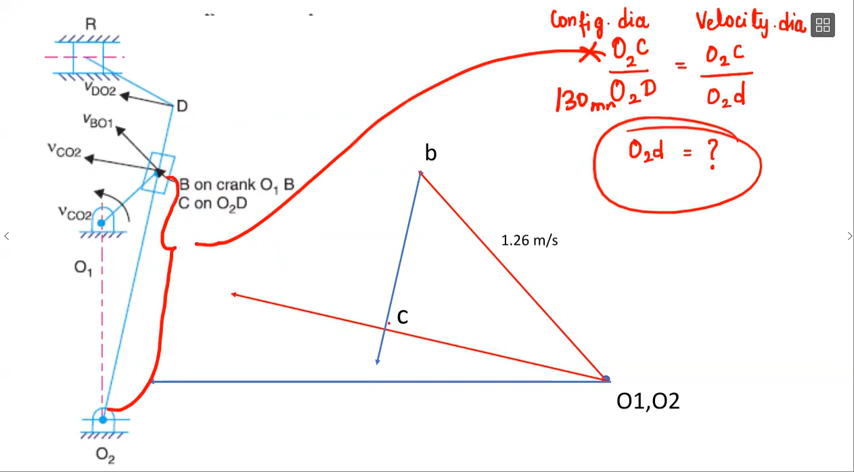 Config. dia
Velocity. dia
O₂C / O₂D = O₂C / O₂d
130 mm
O₂d = ?
R
vDO2
D
vBO1
vCO2
B on crank O₁ B
C on O₂D
vCO2
O₁
O₂
b
1.26 m/s
c
O1,O2